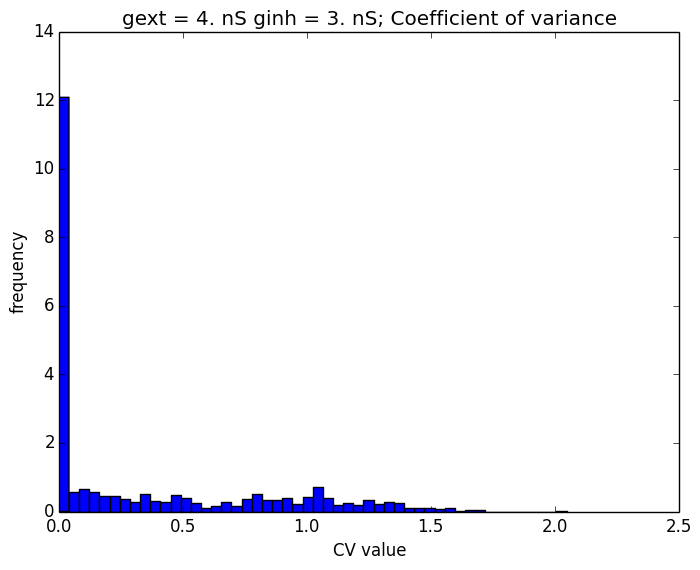 gext = 4. nS ginh = 3. nS; Coefficient of variance
14
12
10
8
6
4
2
0
frequency
0.0 0.5 1.0 1.5 2.0 2.5
CV value